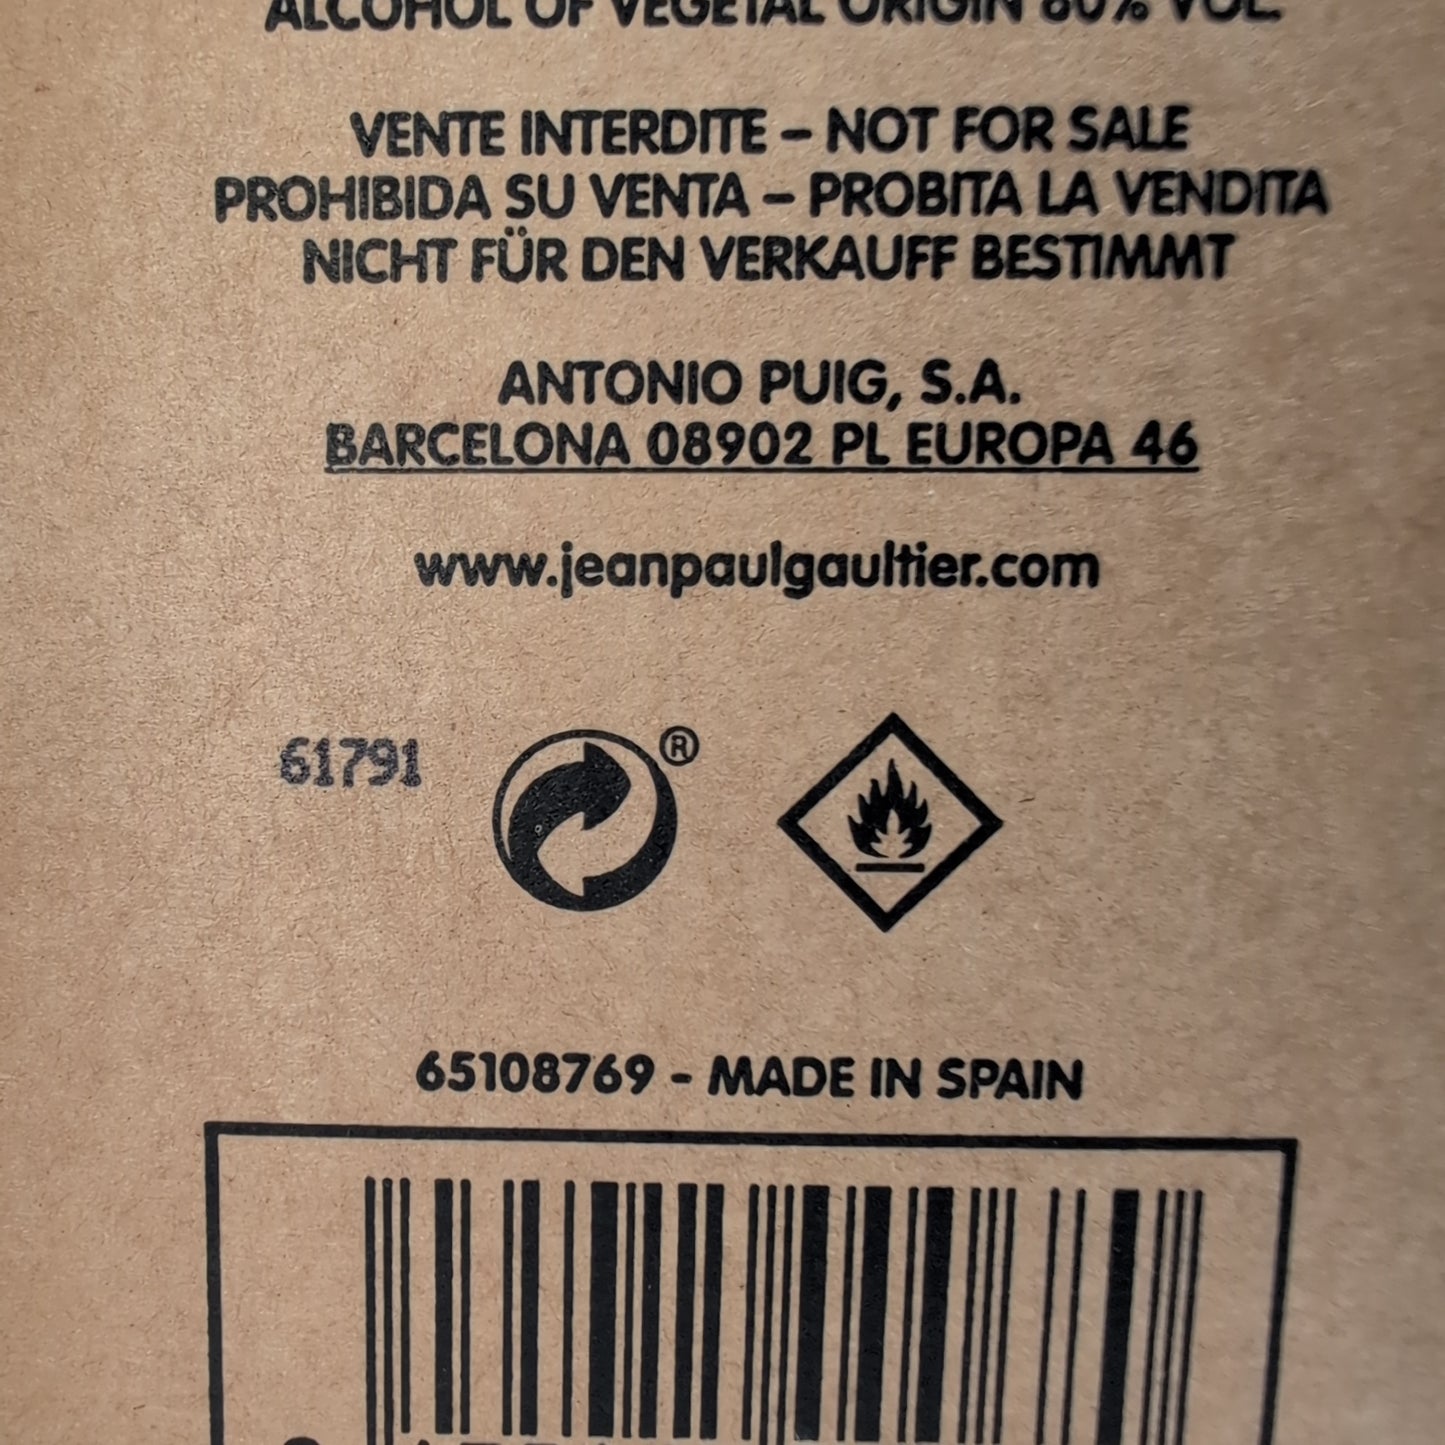 ALCOHOL OF VEGETAL ORIGIN 80% VOL.
VENTE INTERDITE – NOT FOR SALE
PROHIBIDA SU VENTA – PROBITA LA VENDITA
NICHT FÜR DEN VERKAUFF BESTIMMT
ANTONIO PUIG, S.A.
BARCELONA 08902 PL EUROPA 46
www.jeanpaulgaultier.com
61791
®
65108769 - MADE IN SPAIN